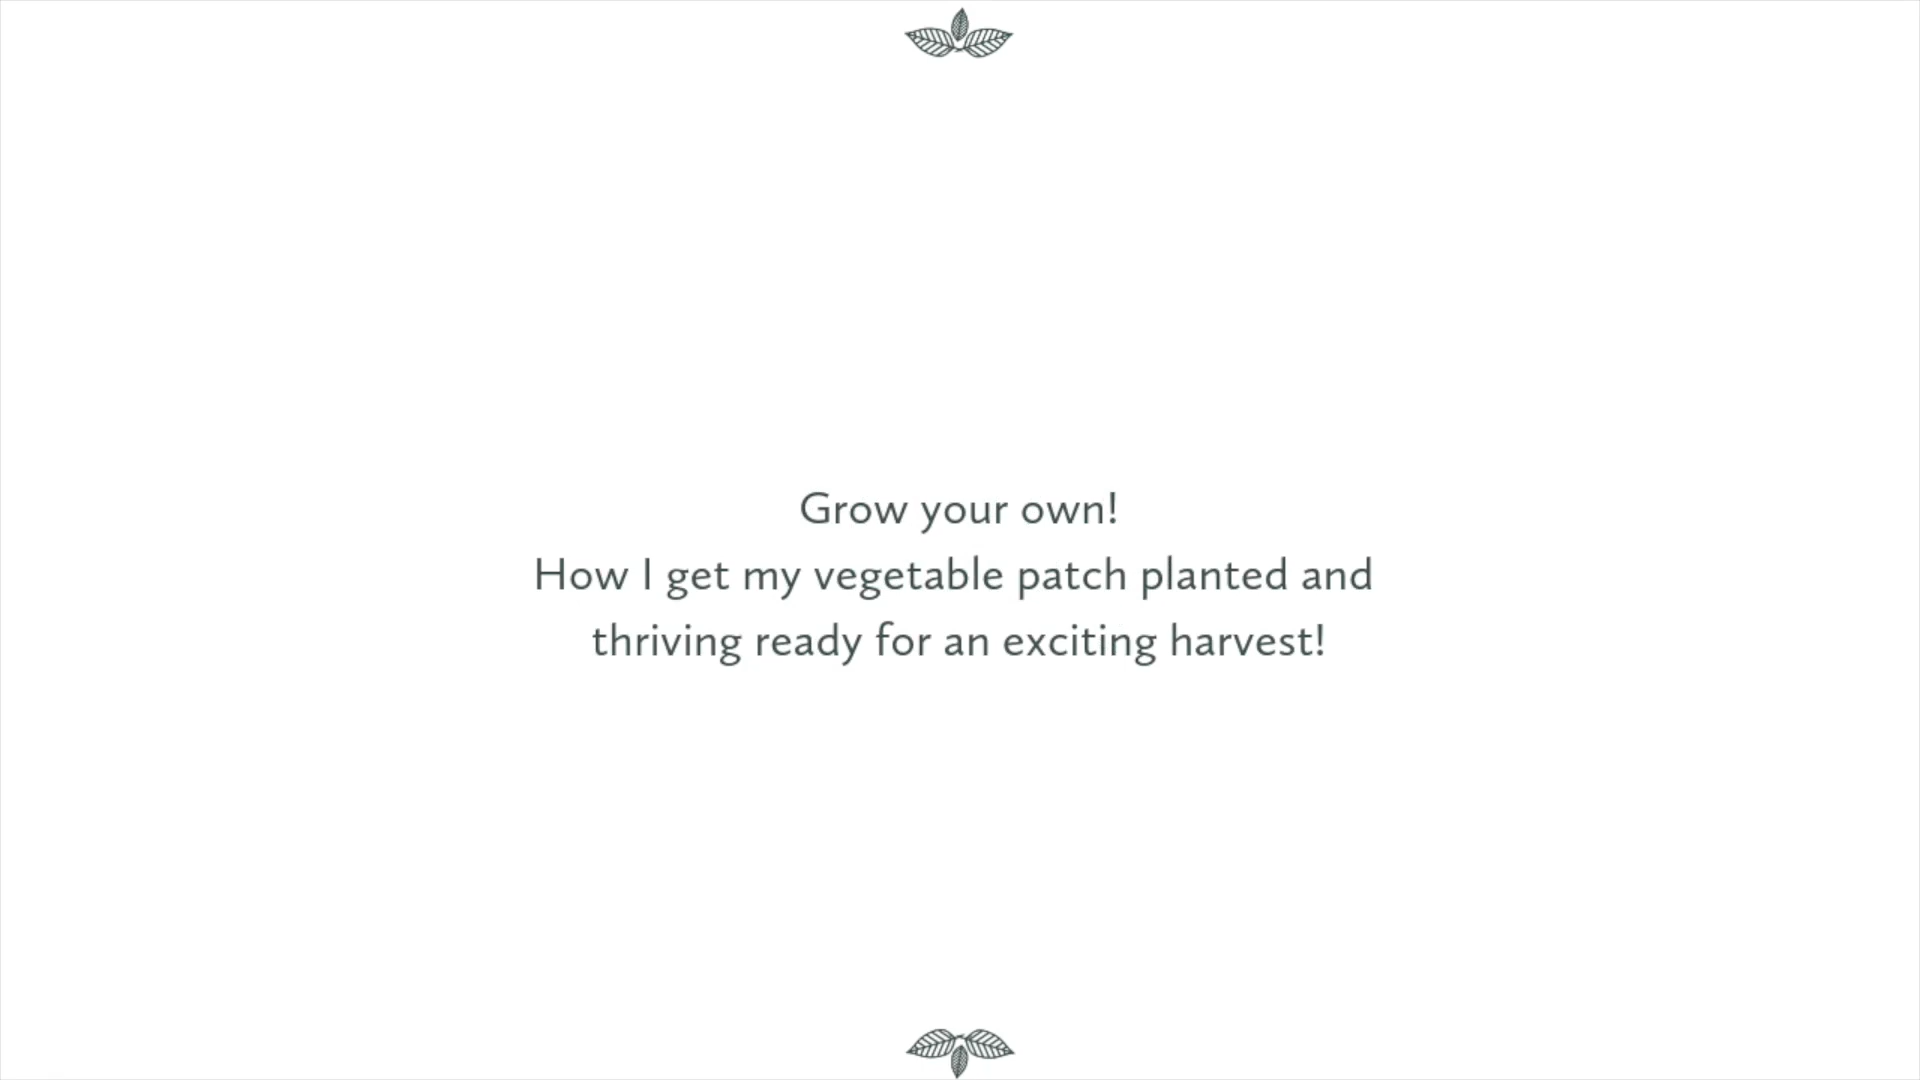 Grow your own!
How I get my vegetable patch planted and
thriving ready for an exciting harvest!